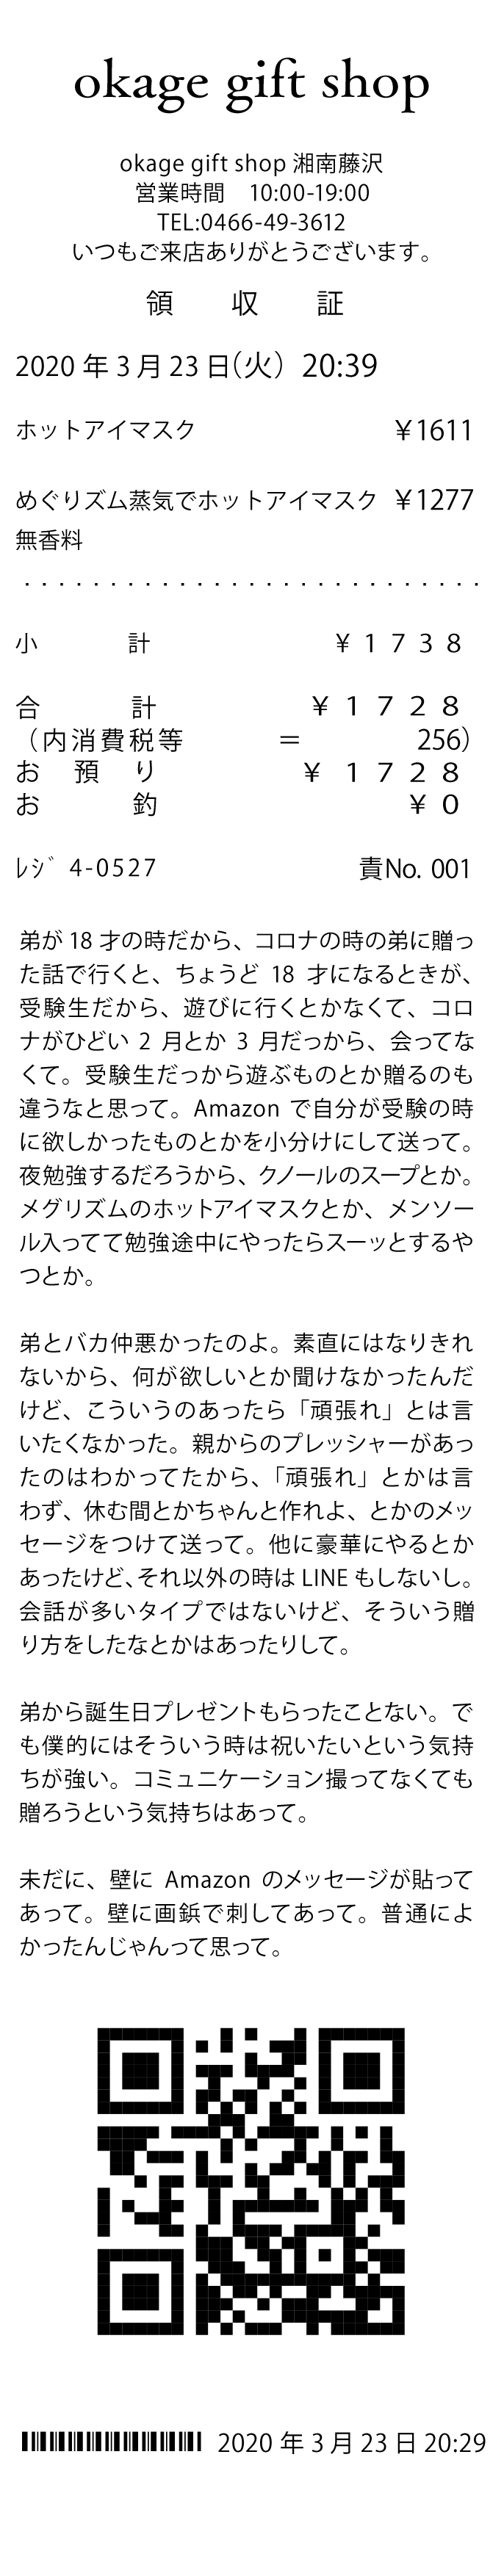 okage gift shop
okage gift shop 湘南藤沢
営業時間　10:00-19:00
TEL:0466-49-3612
いつもご来店ありがとうございます。
領　収　証
2020 年 3 月 23 日(火)　20:39
ホットアイマスク　￥1611
めぐりズム蒸気でホットアイマスク　￥1277
無香料
・・・・・・・・・・・・・・・・・・・・・・・・・・・
小　　計　￥１７３８
合　　計　￥１７２８
（内消費税等　＝　256）
お　預　り　￥１７２８
お　　釣　￥０
ﾚｼﾞ 4-0527　責No. 001
弟が 18 才の時だから、コロナの時の弟に贈っ
た話で行くと、ちょうど 18 才になるときが、
受験生だから、遊びに行くとかなくて、コロ
ナがひどい 2 月とか 3 月だっから、会ってな
くて。受験生だっから遊ぶものとか贈るのも
違うなと思って。Amazon で自分が受験の時
に欲しかったものとかを小分けにして送って。
夜勉強するだろうから、クノールのスープとか。
メグリズムのホットアイマスクとか、メンソー
ル入ってて勉強途中にやったらスーッとするや
つとか。
弟とバカ仲悪かったのよ。素直にはなりきれ
ないから、何が欲しいとか聞けなかったんだ
けど、こういうのあったら「頑張れ」とは言
いたくなかった。親からのプレッシャーがあっ
たのはわかってたから、「頑張れ」とかは言
わず、休む間とかちゃんと作れよ、とかのメッ
セージをつけて送って。他に豪華にやるとか
あったけど、それ以外の時は LINE もしないし。
会話が多いタイプではないけど、そういう贈
り方をしたなとかはあったりして。
弟から誕生日プレゼントもらったことない。で
も僕的にはそういう時は祝いたいという気持
ちが強い。コミュニケーション撮ってなくても
贈ろうという気持ちはあって。
未だに、壁に Amazon のメッセージが貼って
あって。壁に画鋲で刺してあって。普通によ
かったんじゃんって思って。
2020 年 3 月 23 日 20:29